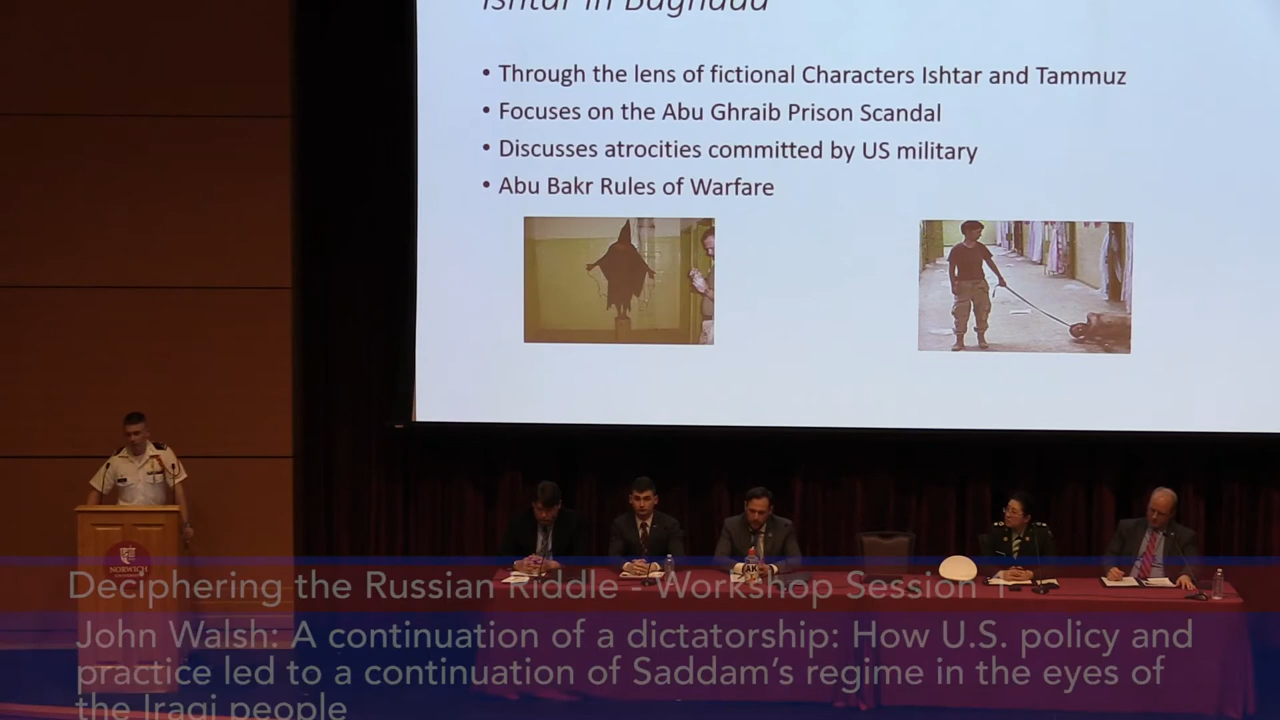 Ishtar in Baghdad
• Through the lens of fictional Characters Ishtar and Tammuz
• Focuses on the Abu Ghraib Prison Scandal
• Discusses atrocities committed by US military
• Abu Bakr Rules of Warfare
NORWICH
UNIVERSITY
AK
Deciphering the Russian Riddle - Workshop Session 1
John Walsh: A continuation of a dictatorship: How U.S. policy and
practice led to a continuation of Saddam's regime in the eyes of
the Iraqi people